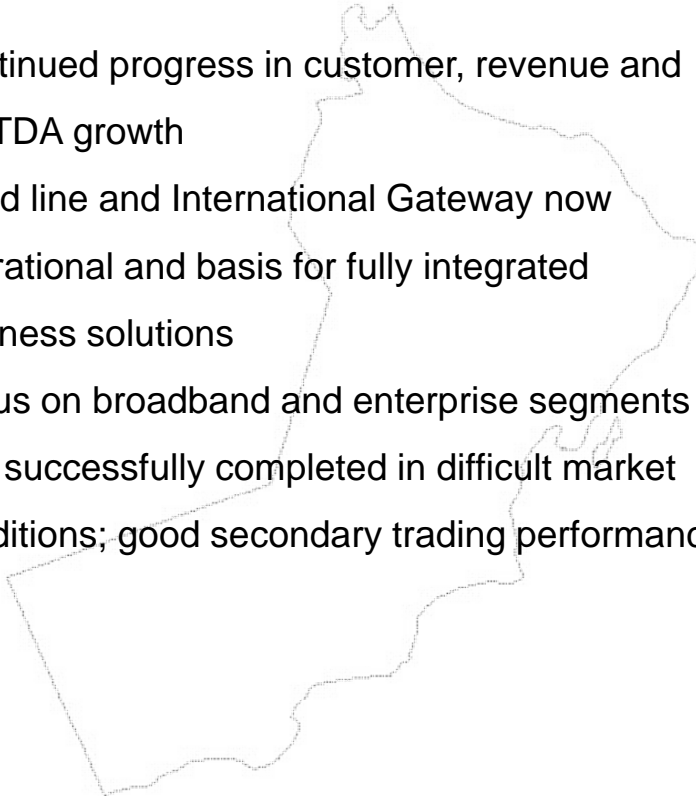 tinued progress in customer, revenue and
TDA growth
d line and International Gateway now
rational and basis for fully integrated
ness solutions
us on broadband and enterprise segments
successfully completed in difficult market
ditions; good secondary trading performanc